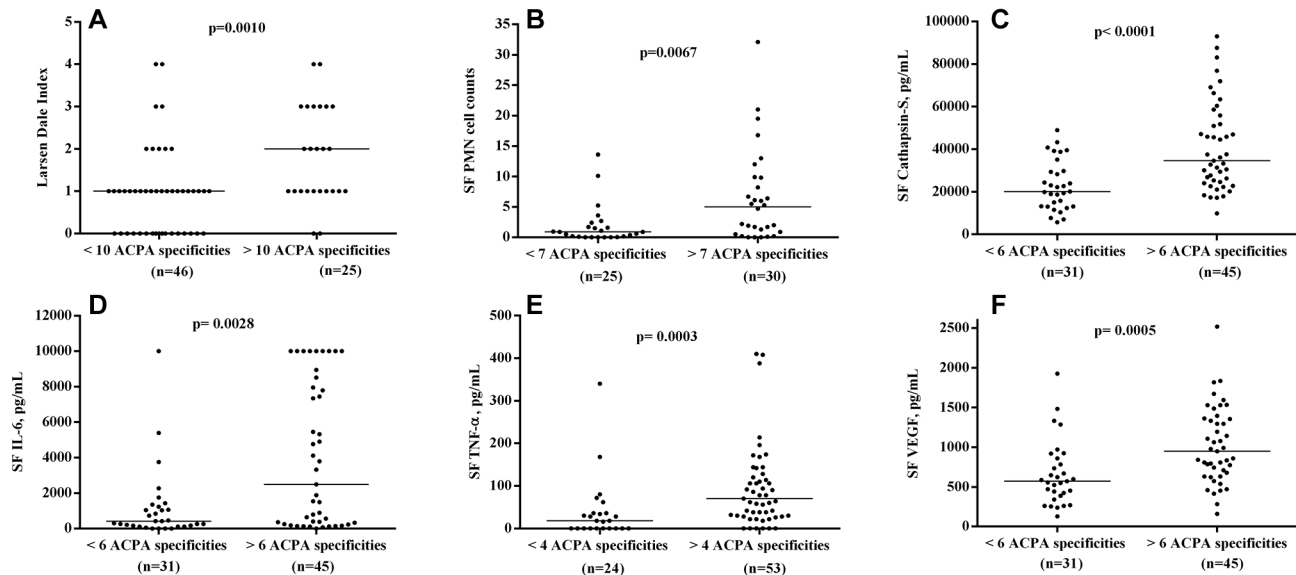 A
p=0.0010
Larsen Dale Index
5
4
3
2
1
0
< 10 ACPA specificities
(n=46)
> 10 ACPA specificities
(n=25)
B
p=0.0067
SF PMN cell counts
35
30
25
20
15
10
5
0
< 7 ACPA specificities
(n=25)
> 7 ACPA specificities
(n=30)
C
p< 0.0001
SF Cathapsin-S, pg/mL
100000
80000
60000
40000
20000
0
< 6 ACPA specificities
(n=31)
> 6 ACPA specificities
(n=45)
D
p= 0.0028
SF IL-6, pg/mL
12000
10000
8000
6000
4000
2000
0
< 6 ACPA specificities
(n=31)
> 6 ACPA specificities
(n=45)
E
p= 0.0003
SF TNF-α, pg/mL
500
400
300
200
100
0
< 4 ACPA specificities
(n=24)
> 4 ACPA specificities
(n=53)
F
p= 0.0005
SF VEGF, pg/mL
2500
2000
1500
1000
500
0
< 6 ACPA specificities
(n=31)
> 6 ACPA specificities
(n=45)